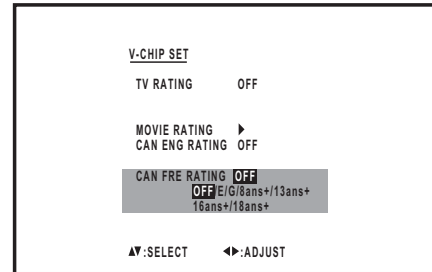 V-CHIP SET
TV RATING OFF
MOVIE RATING ▶
CAN ENG RATING OFF
CAN FRE RATING OFF
OFF/E/G/8ans+/13ans+
16ans+/18ans+
▲▼:SELECT ◀▶:ADJUST